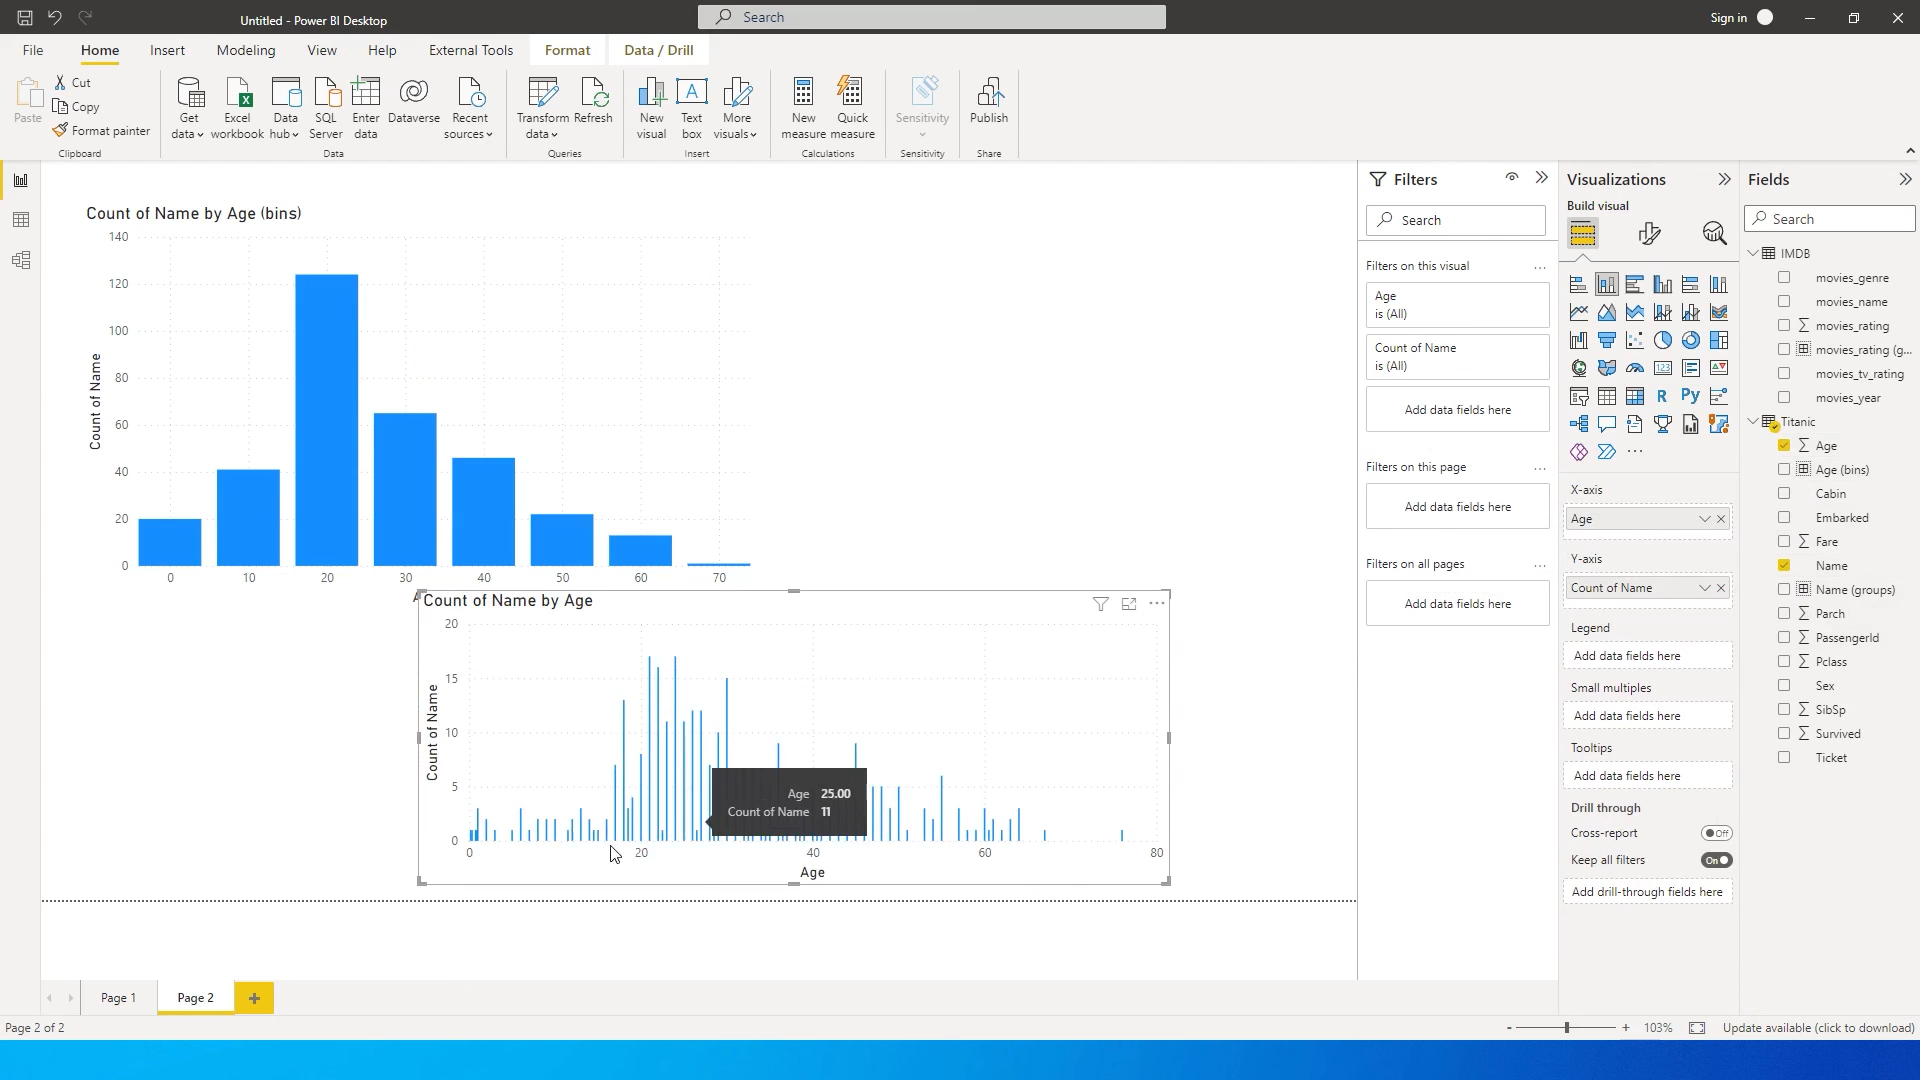 Untitled - Power BI Desktop
Search
Sign in
File
Home
Insert
Modeling
View
Help
External Tools
Format
Data / Drill
Paste
Cut
Copy
Format painter
Clipboard
Get data
Excel workbook
Data hub
SQL Server
Enter data
Dataverse
Recent sources
Data
Transform data
Refresh
Queries
New visual
Text box
More visuals
Insert
New measure
Quick measure
Calculations
Sensitivity
Sensitivity
Publish
Share
Count of Name by Age (bins)
140
120
100
80
60
40
20
0
Count of Name
0 10 20 30 40 50 60 70
A
Count of Name by Age
20
15
10
5
0
Count of Name
0 20 40 60 80
Age
Age 25.00
Count of Name 11
Filters
Search
Filters on this visual
Age
is (All)
Count of Name
is (All)
Add data fields here
Filters on this page
Add data fields here
Filters on all pages
Add data fields here
Visualizations
Build visual
123
R
Py
X-axis
Age
Y-axis
Count of Name
Legend
Add data fields here
Small multiples
Add data fields here
Tooltips
Add data fields here
Drill through
Cross-report
Off
Keep all filters
On
Add drill-through fields here
Fields
Search
IMDB
movies_genre
movies_name
movies_rating
movies_rating (g...
movies_tv_rating
movies_year
Titanic
Age
Age (bins)
Cabin
Embarked
Fare
Name
Name (groups)
Parch
PassengerId
Pclass
Sex
SibSp
Survived
Ticket
Page 1
Page 2
Page 2 of 2
- + 103%
Update available (click to download)